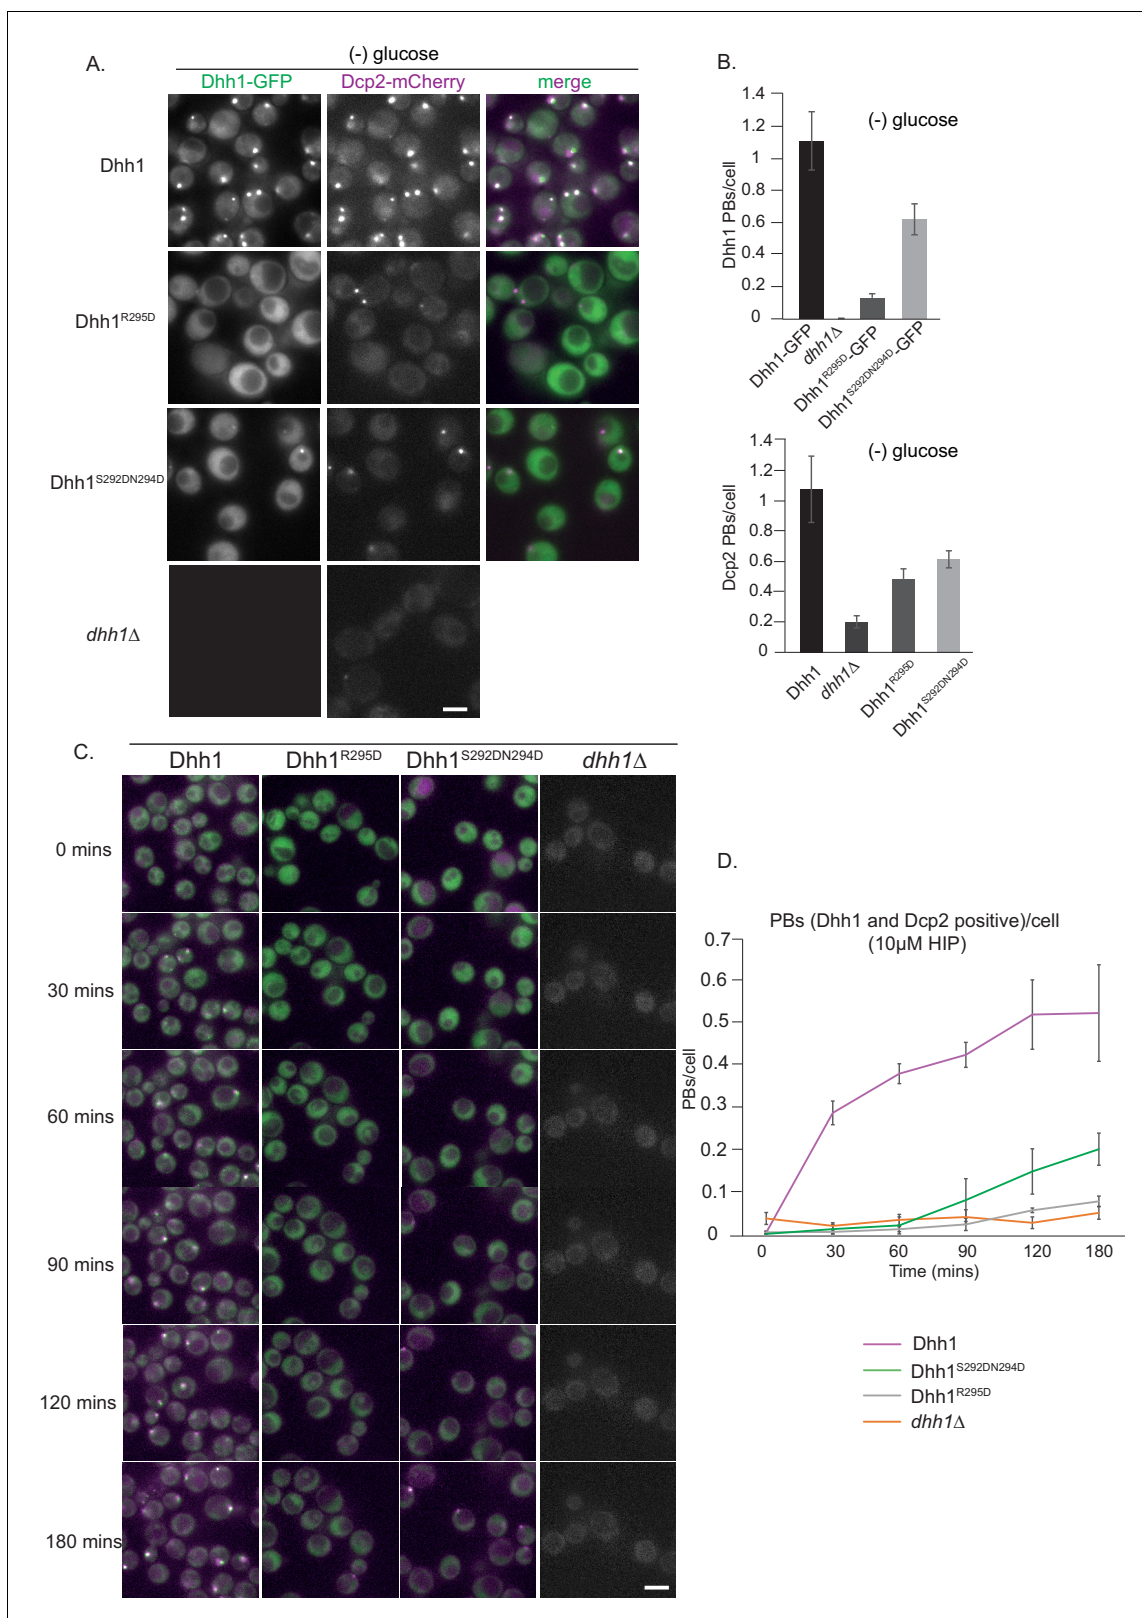 A.
(-) glucose
Dhh1-GFP Dcp2-mCherry merge
Dhh1
Dhh1R295D
Dhh1S292DN294D
dhh1Δ
B.
1.4
1.2
1
0.8
0.6
0.4
0.2
0
Dhh1 PBs/cell
(-) glucose
Dhh1-GFP
dhh1Δ
Dhh1R295D-GFP
Dhh1S292DN294D-GFP
1.4
1.2
1
0.8
0.6
0.4
0.2
0
Dcp2 PBs/cell
(-) glucose
Dhh1
dhh1Δ
Dhh1R295D
Dhh1S292DN294D
C.
Dhh1 Dhh1R295D Dhh1S292DN294D dhh1Δ
0 mins
30 mins
60 mins
90 mins
120 mins
180 mins
D.
PBs (Dhh1 and Dcp2 positive)/cell
(10µM HIP)
0.7
0.6
0.5
0.4
0.3
0.2
0.1
0
PBs/cell
0 30 60 90 120 180
Time (mins)
Dhh1
Dhh1S292DN294D
Dhh1R295D
dhh1Δ